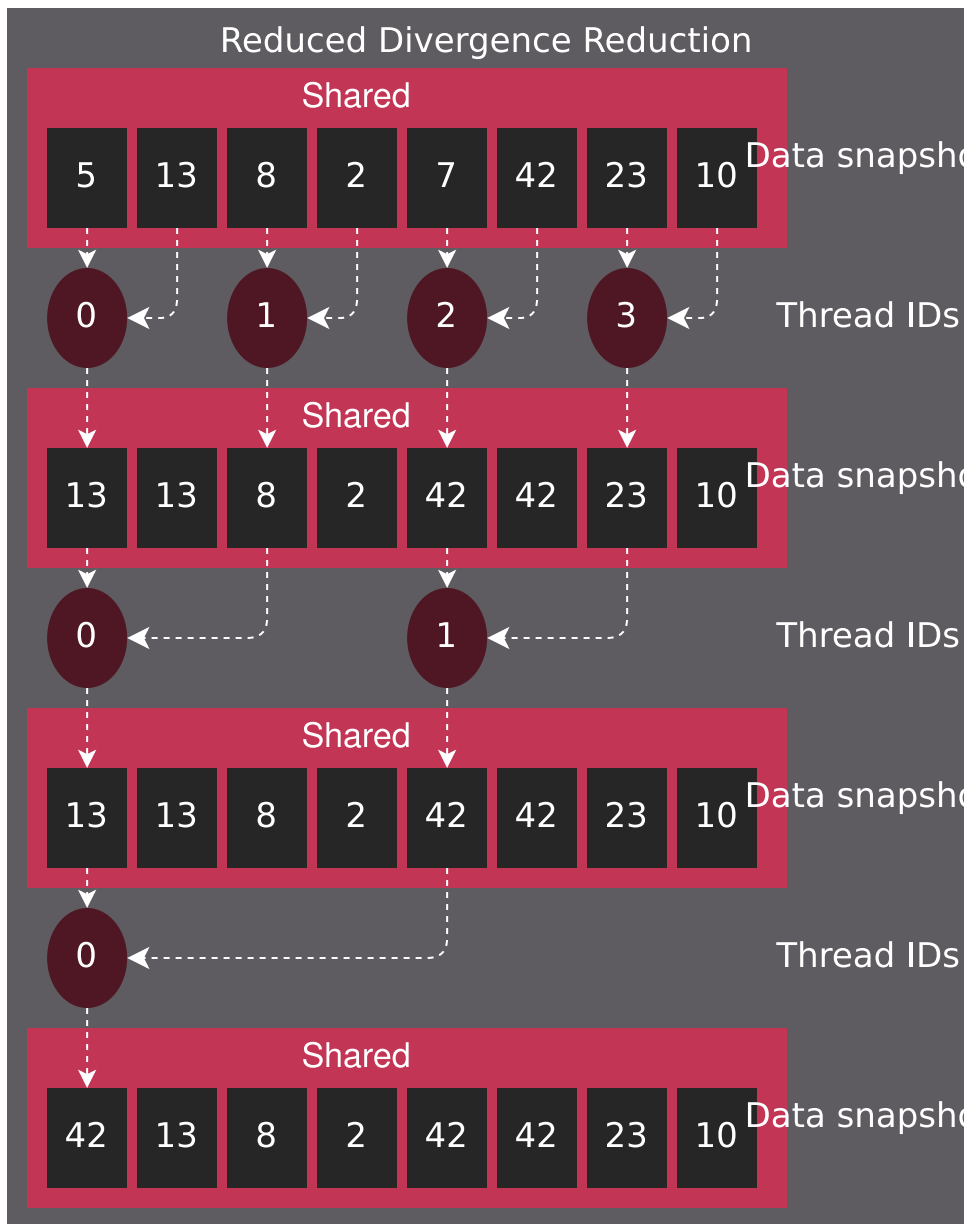 Reduced Divergence Reduction
Shared
5 13 8 2 7 42 23 10
Data snapsho
0 1 2 3
Thread IDs
Shared
13 13 8 2 42 42 23 10
Data snapsho
0 1
Thread IDs
Shared
13 13 8 2 42 42 23 10
Data snapsho
0
Thread IDs
Shared
42 13 8 2 42 42 23 10
Data snapsho